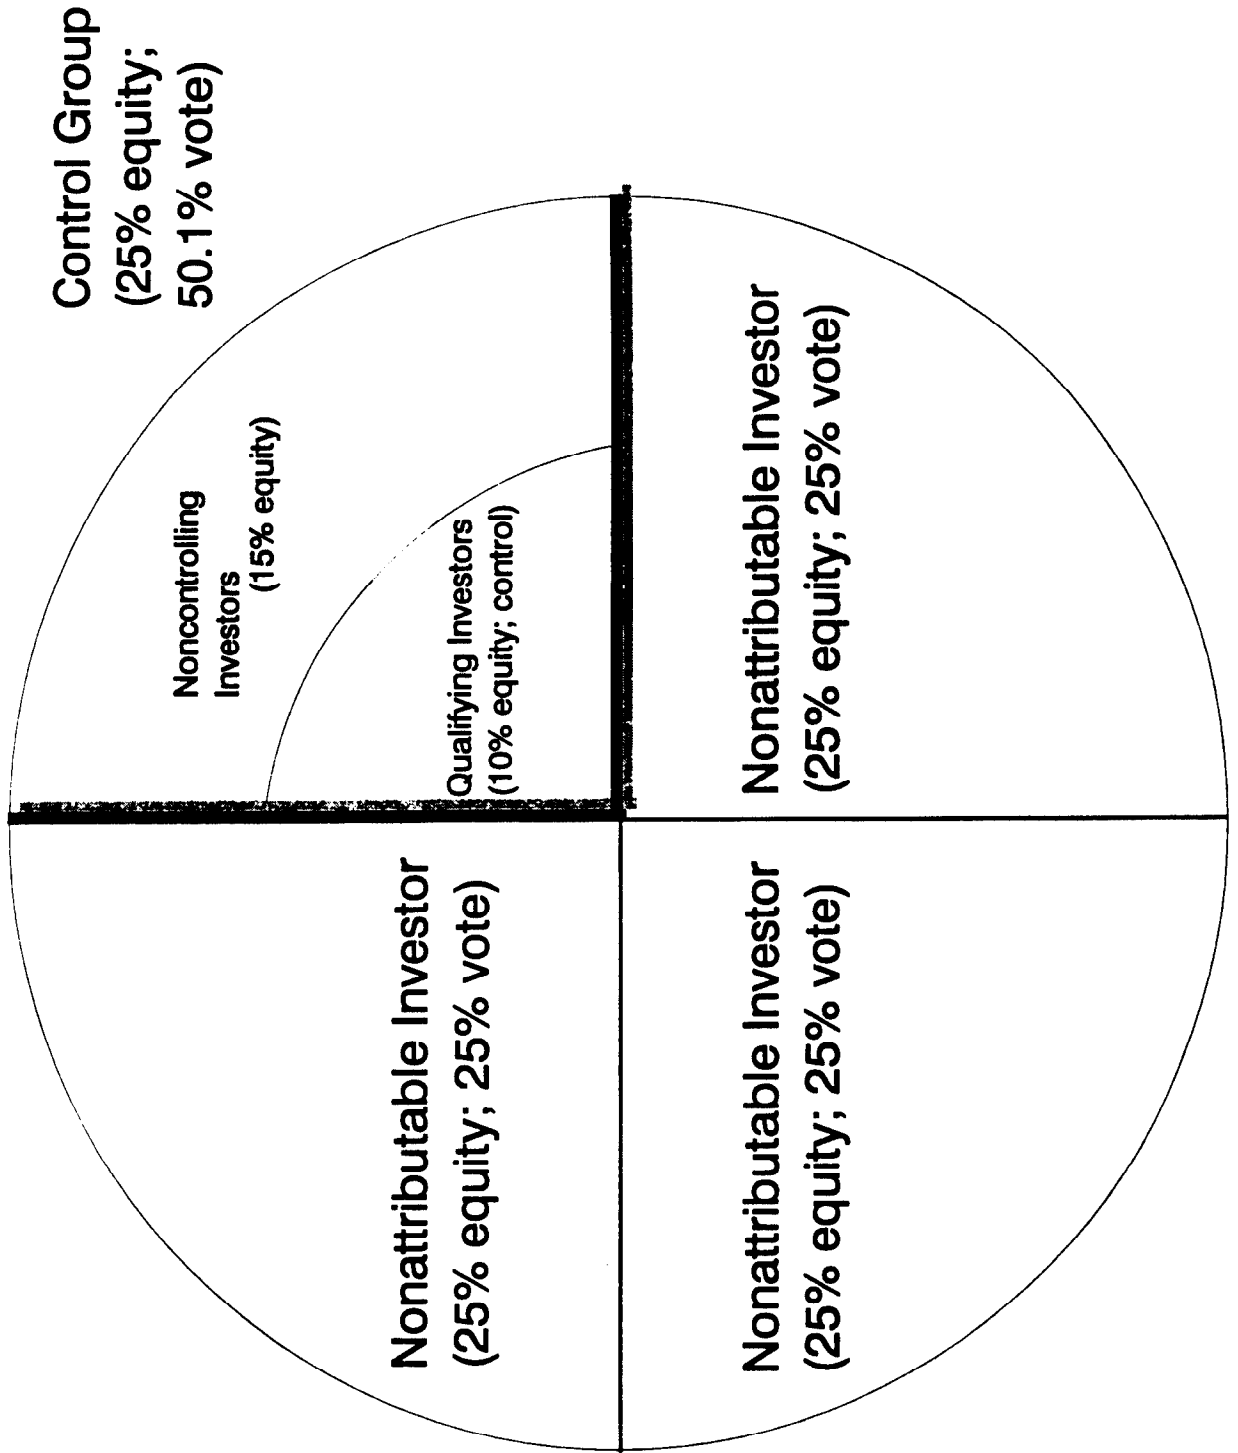 Control Group
(25% equity;
50.1% vote)
Noncontrolling
Investors
(15% equity)
Qualifying Investors
(10% equity; control)
Nonattributable Investor
(25% equity; 25% vote)
Nonattributable Investor
(25% equity; 25% vote)
Nonattributable Investor
(25% equity; 25% vote)